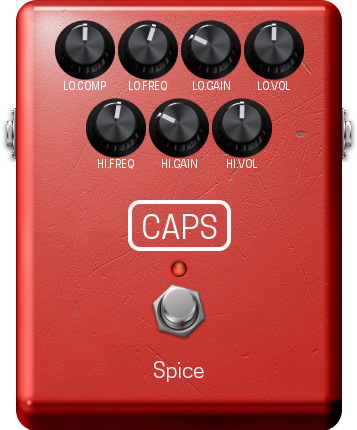 LO.COMP LO.FREQ LO.GAIN LO.VOL
HI.FREQ HI.GAIN HI.VOL
CAPS
Spice